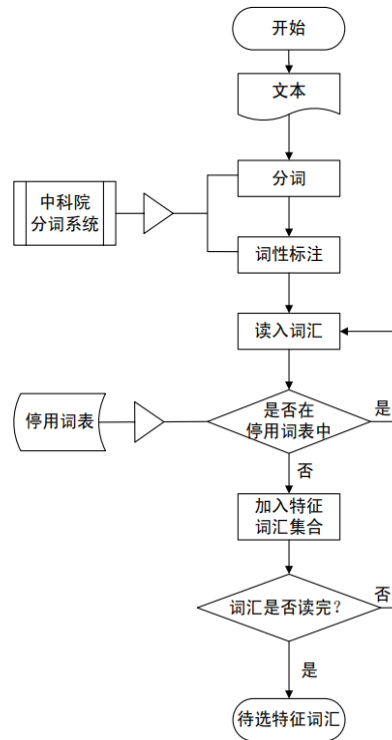 开始
文本
分词
中科院
分词系统
词性标注
读入词汇
是否在
停用词表中
是
停用词表
否
加入特征
词汇集合
词汇是否读完?
否
是
待选特征词汇